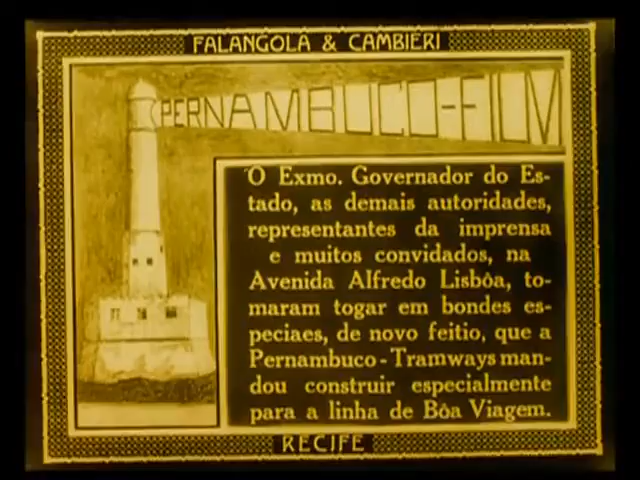 FALANGOLA & CAMBIERI
PERNAMBUCO-FILM
O Exmo. Governador do Es-
tado, as demais autoridades,
representantes da imprensa
e muitos convidados, na
Avenida Alfredo Lisbôa, to-
maram togar em bondes es-
peciaes, de novo feitio, que a
Pernambuco-Tramways man-
dou construir especialmente
para a linha de Bôa Viagem.
RECIFE